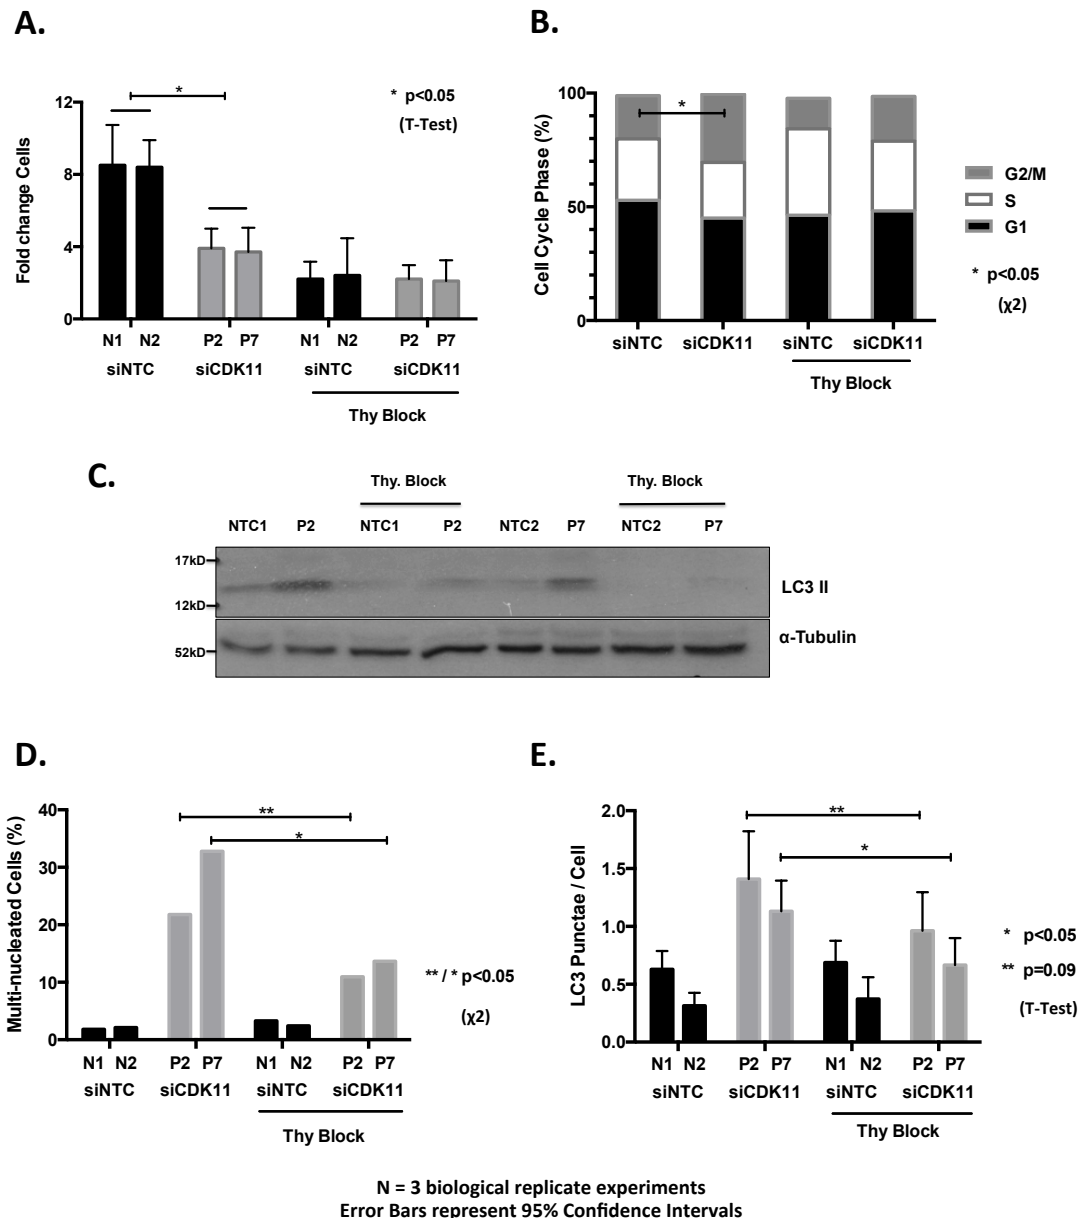 A.
*
* p<0.05
(T-Test)
12
8
4
0
Fold change Cells
N1 N2 P2 P7 N1 N2 P2 P7
siNTC siCDK11 siNTC siCDK11
Thy Block
B.
100
50
0
Cell Cycle Phase (%)
*
G2/M
S
G1
* p<0.05
(χ2)
siNTC siCDK11 siNTC siCDK11
Thy Block
C.
Thy. Block Thy. Block
NTC1 P2 NTC1 P2 NTC2 P7 NTC2 P7
17kD
12kD
LC3 II
52kD
α-Tubulin
D.
40
30
20
10
0
Multi-nucleated Cells (%)
**
*
**/* p<0.05
(χ2)
N1 N2 P2 P7 N1 N2 P2 P7
siNTC siCDK11 siNTC siCDK11
Thy Block
E.
2.0
1.5
1.0
0.5
0.0
LC3 Punctae / Cell
**
*
* p<0.05
** p=0.09
(T-Test)
N1 N2 P2 P7 N1 N2 P2 P7
siNTC siCDK11 siNTC siCDK11
Thy Block
N = 3 biological replicate experiments
Error Bars represent 95% Confidence Intervals